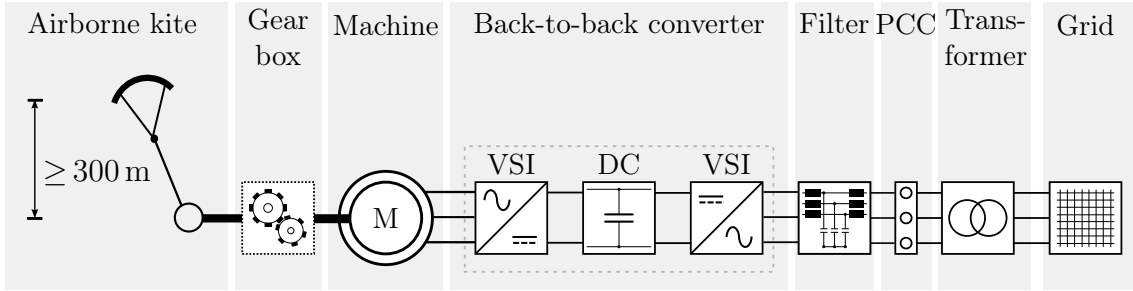 Airborne kite
Gear
box
Machine
Back-to-back converter
Filter
PCC
Trans-
former
Grid
≥ 300 m
VSI
DC
VSI
M